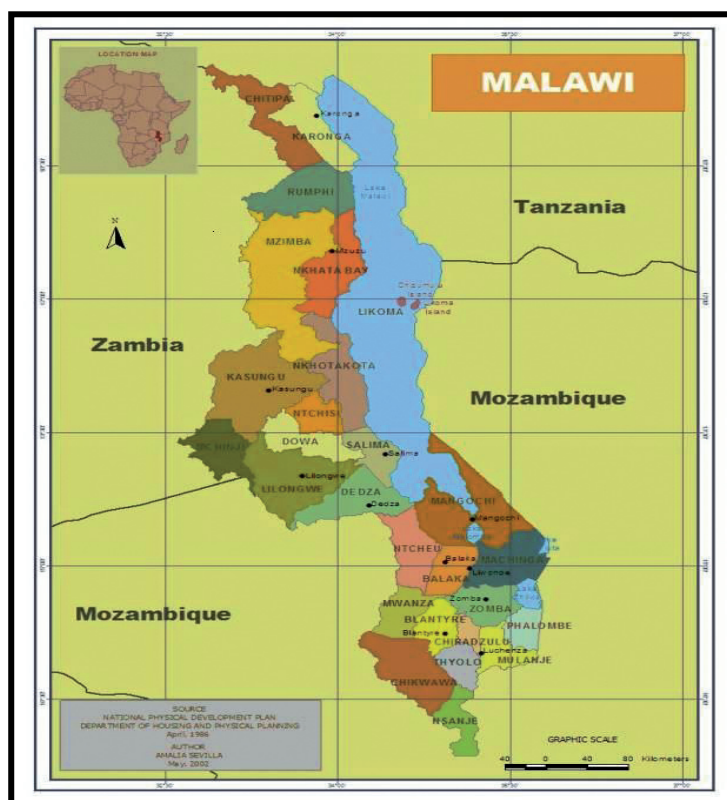 LOCATION MAP
MALAWI
CHITIPA
Karonga
KARONGA
RUMPHI
Lake
Malawi
Tanzania
N
MZIMBA
Mzuzu
NKHATA BAY
Island
LIKOMA
Likoma
Island
Zambia
NKHOTAKOTA
KASUNGU
Kasungu
Mozambique
NTCHISI
DOWA
SALIMA
Salima
Lilongwe
LILONGWE
DEDZA
Dedza
MANGOCHI
Mangochi
NTCHEU
Balaka
MACHINGA
BALAKA
Liwonde
Zomba
ZOMBA
Lake
MWANZA
BLANTYRE
PHALOMBE
Blantyre
CHIRADZULU
Luchenza
THYOLO
MULANJE
Mozambique
CHIKWAWA
NSANJE
SOURCE
NATIONAL PHYSICAL DEVELOPMENT PLAN
DEPARTMENT OF HOUSING AND PHYSICAL PLANNING
April, 1986
AUTHOR
AMALIA SEVILLA
May, 2002
GRAPHIC SCALE
40 0 40 80 Kilometers